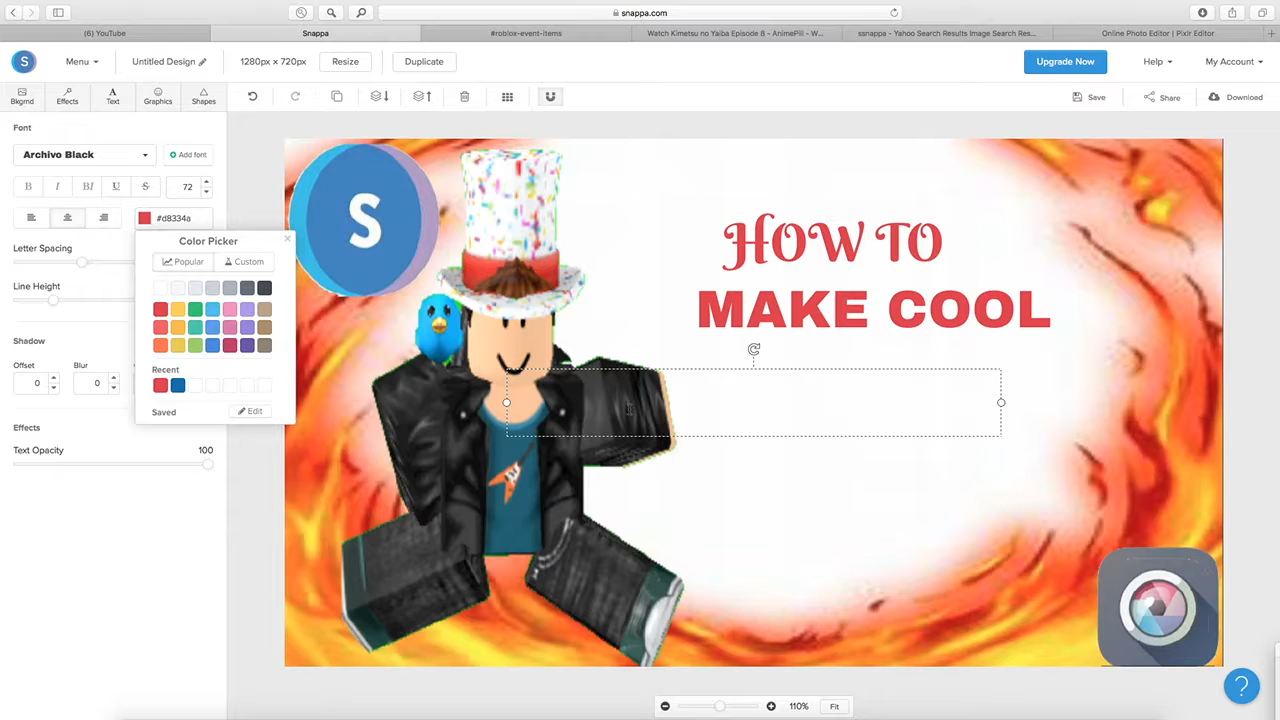 snappa.com
(6) YouTube
Snappa
#roblox-event-items
Watch Kimetsu no Yaiba Episode 8 - AnimePill - W...
ssnappa - Yahoo Search Results Image Search Res...
Online Photo Editor | Pixlr Editor
S
Menu
Untitled Design
1280px × 720px
Resize
Duplicate
Upgrade Now
Help
My Account
Bkgrnd
Effects
Text
Graphics
Shapes
Save
Share
Download
Font
Archivo Black
Add font
B
I
BI
U
S
72
#d8334a
Letter Spacing
Line Height
Shadow
Offset
Blur
0
0
Effects
Text Opacity
100
Color Picker
Popular
Custom
Recent
Saved
Edit
S
HOW TO
MAKE COOL
110%
Fit
?